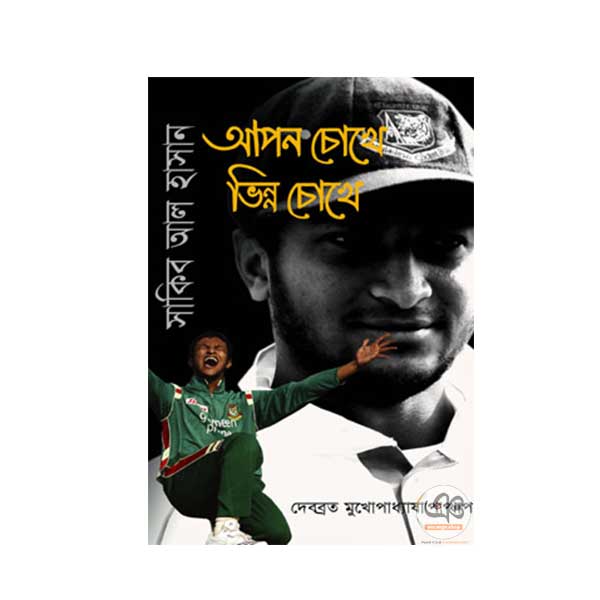 সাকিব আল হাসান
আপন চোখে
ভিন্ন চোখে
দেবব্রত মুখোপাধ্যায়